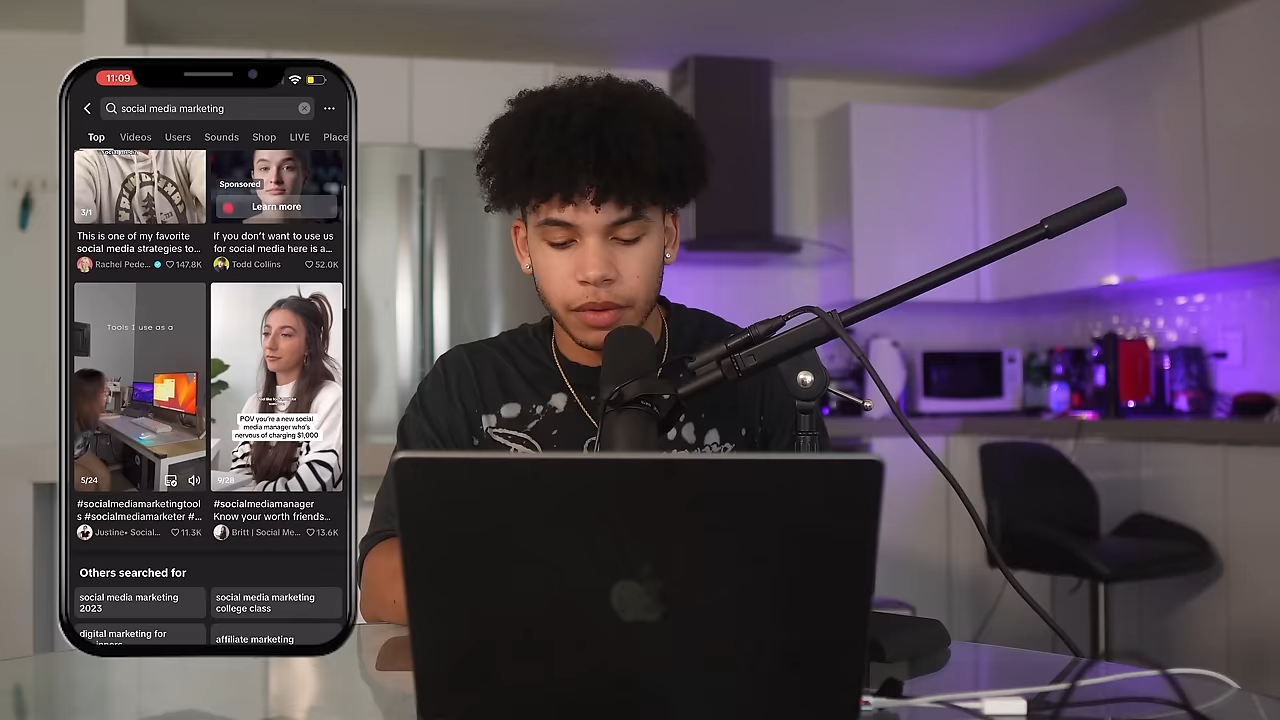 11:09
social media marketing
Top Videos Users Sounds Shop LIVE Place
3/1
Sponsored
Learn more
This is one of my favorite
social media strategies to...
Rachel Pede... 147.8K
If you don't want to use us
for social media here is a...
Todd Collins 52.0K
Tools I use as a
5/24
POV you're a new social
media manager who's
nervous of charging $1,000
9/28
#socialmediamarketingtool
s #socialmediamarketer #...
Justine• Social... 11.3K
#socialmediamanager
Know your worth friends...
Britt | Social Me... 13.6K
Others searched for
social media marketing
2023
social media marketing
college class
digital marketing for
affiliate marketing